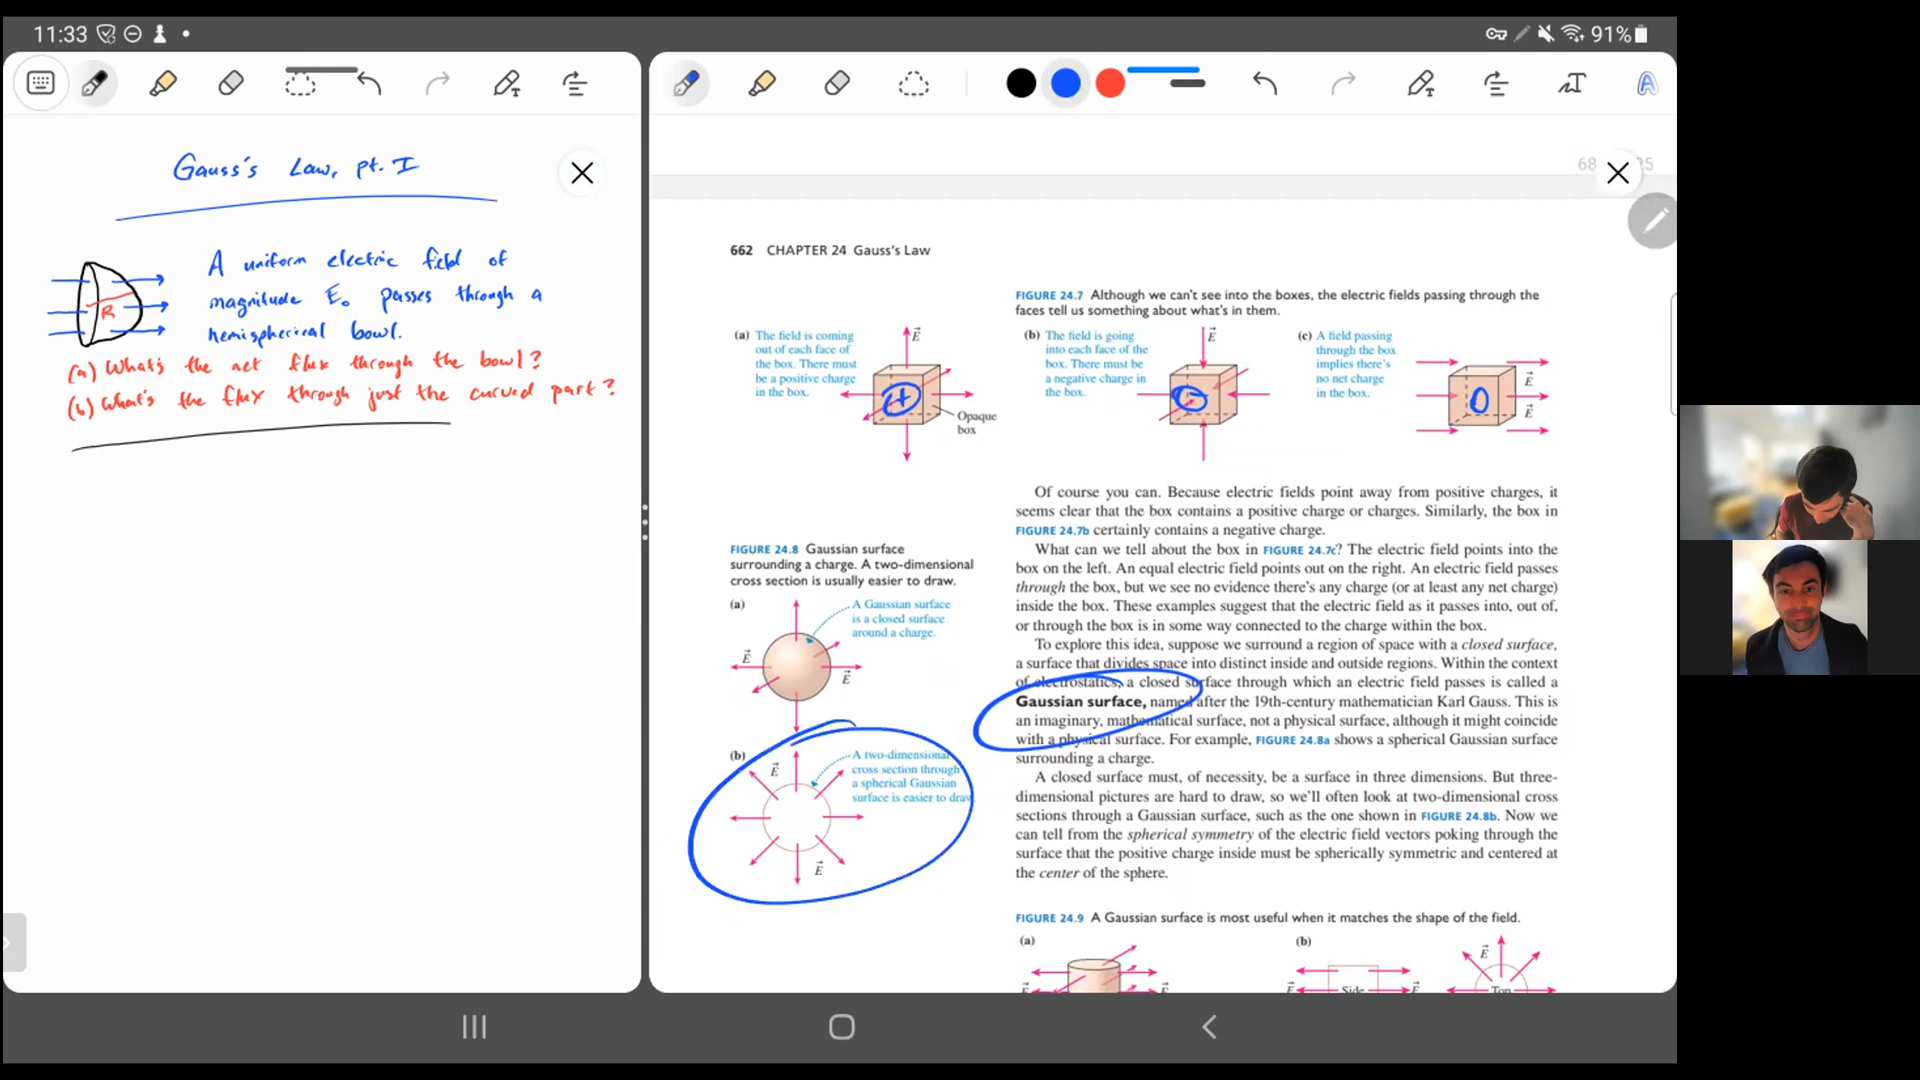 11:33
91%
Gauss's Law, pt. I
A uniform electric field of
magnitude E₀ passes through a
hemispherical bowl.
R
(a) What's the net flux through the bowl?
(b) What's the flux through just the curved part?
68
662 CHAPTER 24 Gauss's Law
FIGURE 24.7 Although we can't see into the boxes, the electric fields passing through the
faces tell us something about what's in them.
(a) The field is coming
out of each face of
the box. There must
be a positive charge
in the box.
E
+
Opaque
box
(b) The field is going
into each face of the
box. There must be
a negative charge in
the box.
E
−
(c) A field passing
through the box
implies there's
no net charge
in the box.
0
E
E
Of course you can. Because electric fields point away from positive charges, it
seems clear that the box contains a positive charge or charges. Similarly, the box in
FIGURE 24.7b certainly contains a negative charge.
What can we tell about the box in FIGURE 24.7c? The electric field points into the
box on the left. An equal electric field points out on the right. An electric field passes
through the box, but we see no evidence there's any charge (or at least any net charge)
inside the box. These examples suggest that the electric field as it passes into, out of,
or through the box is in some way connected to the charge within the box.
To explore this idea, suppose we surround a region of space with a closed surface,
a surface that divides space into distinct inside and outside regions. Within the context
of electrostatics, a closed surface through which an electric field passes is called a
Gaussian surface, named after the 19th-century mathematician Karl Gauss. This is
an imaginary, mathematical surface, not a physical surface, although it might coincide
with a physical surface. For example, FIGURE 24.8a shows a spherical Gaussian surface
surrounding a charge.
A closed surface must, of necessity, be a surface in three dimensions. But three-
dimensional pictures are hard to draw, so we'll often look at two-dimensional cross
sections through a Gaussian surface, such as the one shown in FIGURE 24.8b. Now we
can tell from the spherical symmetry of the electric field vectors poking through the
surface that the positive charge inside must be spherically symmetric and centered at
the center of the sphere.
FIGURE 24.8 Gaussian surface
surrounding a charge. A two-dimensional
cross section is usually easier to draw.
(a)
A Gaussian surface
is a closed surface
around a charge.
E
E
(b)
A two-dimensional
cross section through
a spherical Gaussian
surface is easier to draw
E
E
FIGURE 24.9 A Gaussian surface is most useful when it matches the shape of the field.
(a)
E
E
(b)
E
E
Side
E
Top